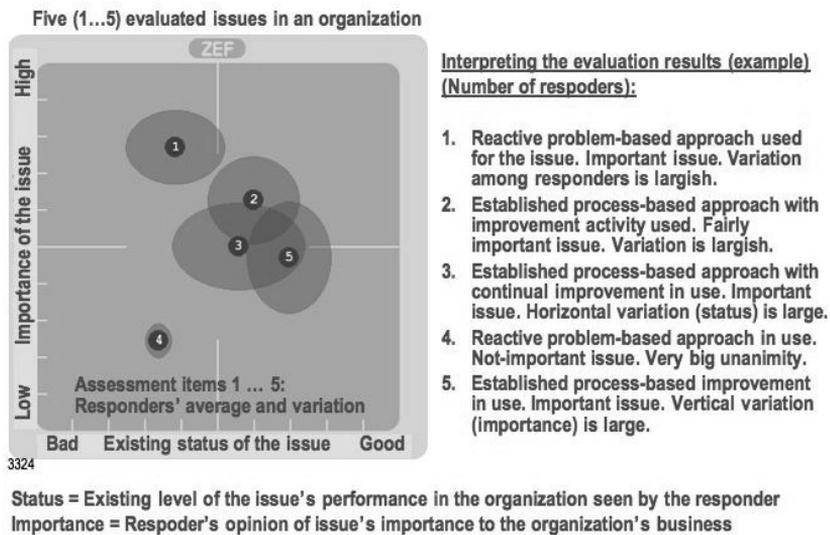 Five (1...5) evaluated issues in an organization
ZEF
High
Importance of the issue
Low
1
2
3
5
4
Assessment items 1 ... 5:
Responders' average and variation
Bad
Existing status of the issue
Good
3324
Interpreting the evaluation results (example)
(Number of respoders):
1. Reactive problem-based approach used
for the issue. Important issue. Variation
among responders is largish.
2. Established process-based approach with
improvement activity used. Fairly
important issue. Variation is largish.
3. Established process-based approach with
continual improvement in use. Important
issue. Horizontal variation (status) is large.
4. Reactive problem-based approach in use.
Not-important issue. Very big unanimity.
5. Established process-based improvement
in use. Important issue. Vertical variation
(importance) is large.
Status = Existing level of the issue's performance in the organization seen by the responder
Importance = Respoder's opinion of issue's importance to the organization's business